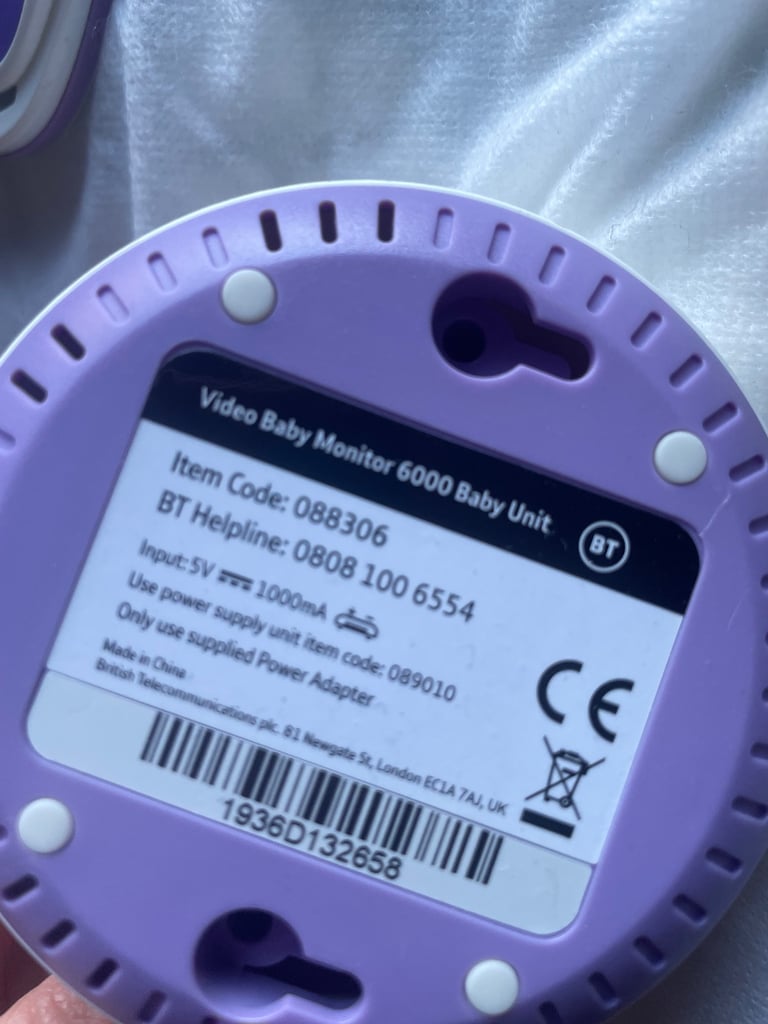 Video Baby Monitor 6000 Baby Unit
BT
Item Code: 088306
BT Helpline: 0808 100 6554
Input: 5V 1000mA
Use power supply unit item code: 089010
Only use supplied Power Adapter
Made in China
British Telecommunications plc. 81 Newgate St, London EC1A 7AJ, UK
CE
1936D132658